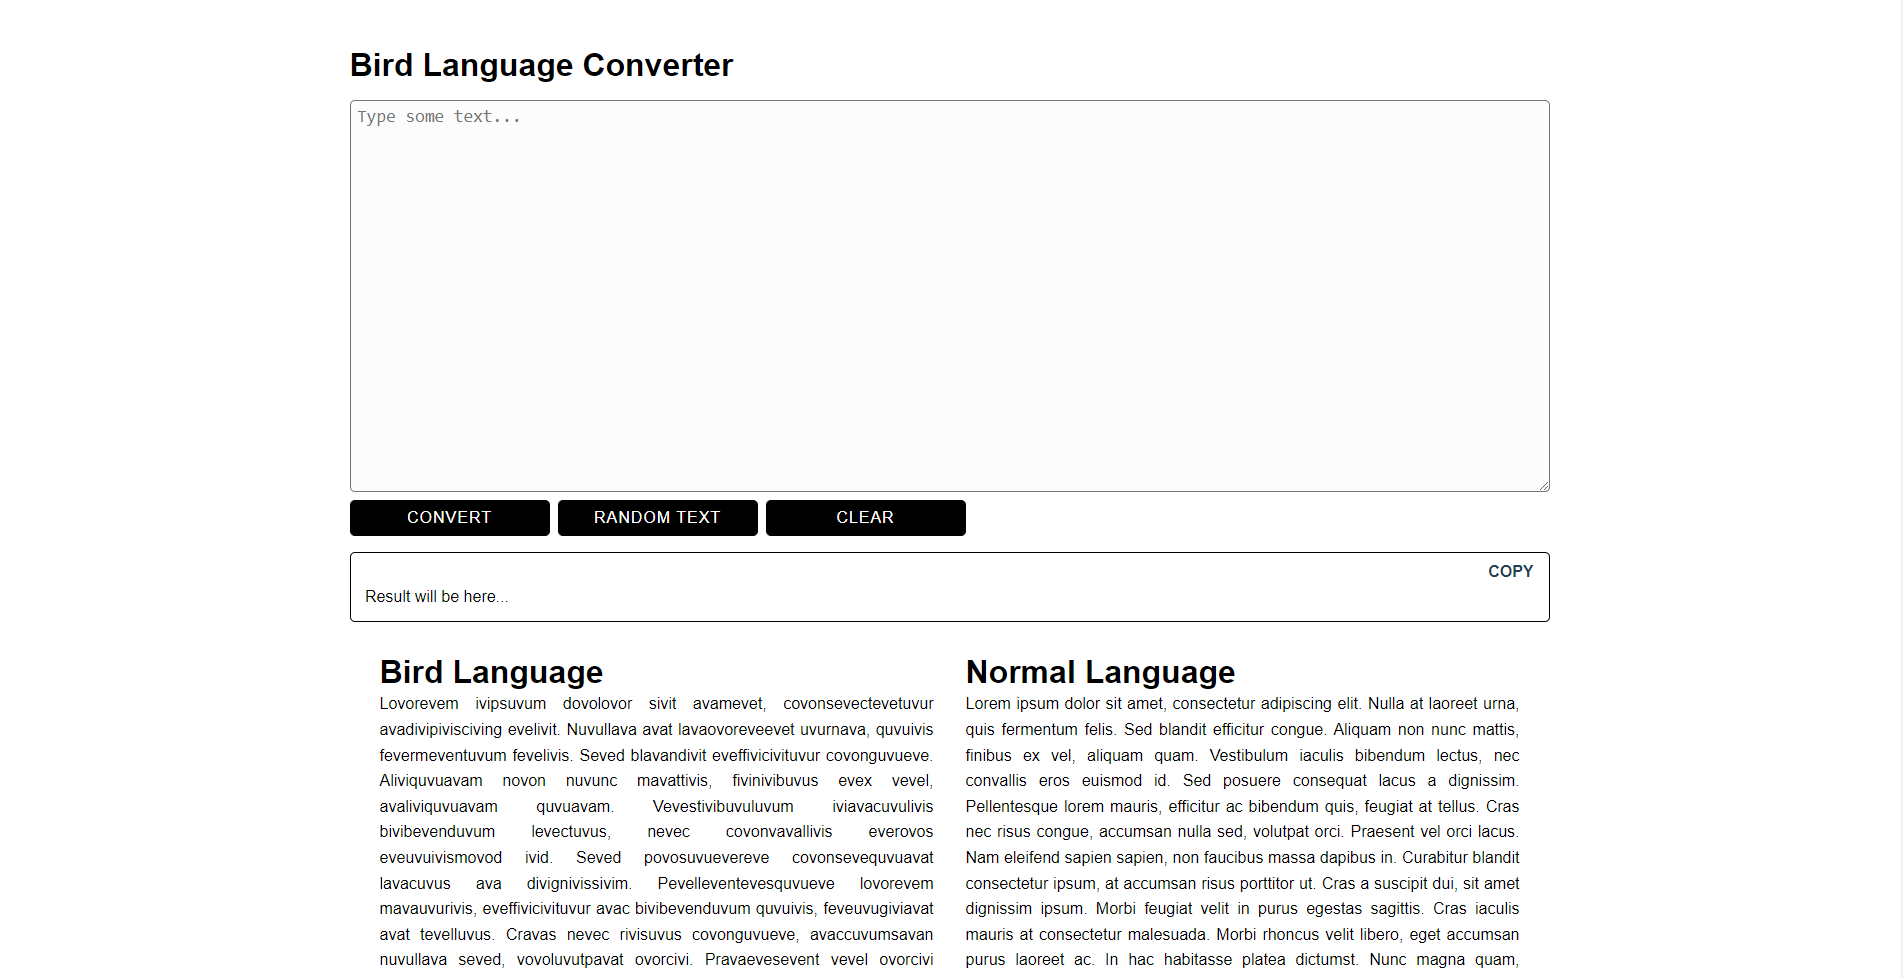 Bird Language Converter
Type some text...
CONVERT
RANDOM TEXT
CLEAR
COPY
Result will be here...
Bird Language
Lovorevem ivipsuvum dovolovor sivit avamevet, covonsevectevetuvur
avadivipivisciving evelivit. Nuvullava avat lavaovoreveevet uvurnava, quvuivis
fevermeventuvum fevelivis. Seved blavandivit eveffivicivituvur covonguvueve.
Aliviquvuavam novon nuvunc mavattivis, fivinivibuvus evex vevel,
avaliviquvuavam quvuavam. Vevestivibuvuluvum iviavacuvulivis
bivibevenduvum levectuvus, nevec covonvavallivis everovos
eveuvuivismovod ivid. Seved povosuvuevereve covonsevequvuavat
lavacuvus ava divignivissivim. Pevelleventevesquvueve lovorevem
mavauvurivis, eveffivicivituvur avac bivibevenduvum quvuivis, feveuvugiviavat
avat tevelluvus. Cravas nevec rivisuvus covonguvueve, avaccuvumsavan
nuvullava seved, vovoluvutpavat ovorcivi. Pravaevesevent vevel ovorcivi
Normal Language
Lorem ipsum dolor sit amet, consectetur adipiscing elit. Nulla at laoreet urna,
quis fermentum felis. Sed blandit efficitur congue. Aliquam non nunc mattis,
finibus ex vel, aliquam quam. Vestibulum iaculis bibendum lectus, nec
convallis eros euismod id. Sed posuere consequat lacus a dignissim.
Pellentesque lorem mauris, efficitur ac bibendum quis, feugiat at tellus. Cras
nec risus congue, accumsan nulla sed, volutpat orci. Praesent vel orci lacus.
Nam eleifend sapien sapien, non faucibus massa dapibus in. Curabitur blandit
consectetur ipsum, at accumsan risus porttitor ut. Cras a suscipit dui, sit amet
dignissim ipsum. Morbi feugiat velit in purus egestas sagittis. Cras iaculis
mauris at consectetur malesuada. Morbi rhoncus velit libero, eget accumsan
purus laoreet ac. In hac habitasse platea dictumst. Nunc magna quam,